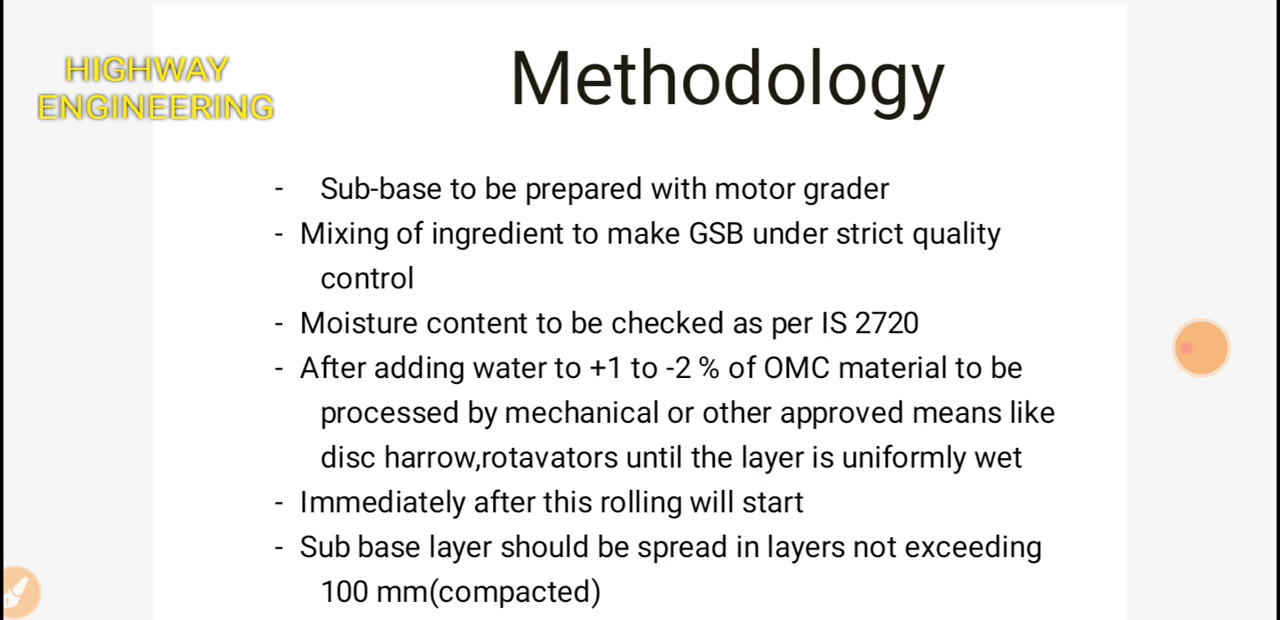 HIGHWAY
ENGINEERING
Methodology
- Sub-base to be prepared with motor grader
- Mixing of ingredient to make GSB under strict quality
control
- Moisture content to be checked as per IS 2720
- After adding water to +1 to -2 % of OMC material to be
processed by mechanical or other approved means like
disc harrow,rotavators until the layer is uniformly wet
- Immediately after this rolling will start
- Sub base layer should be spread in layers not exceeding
100 mm(compacted)